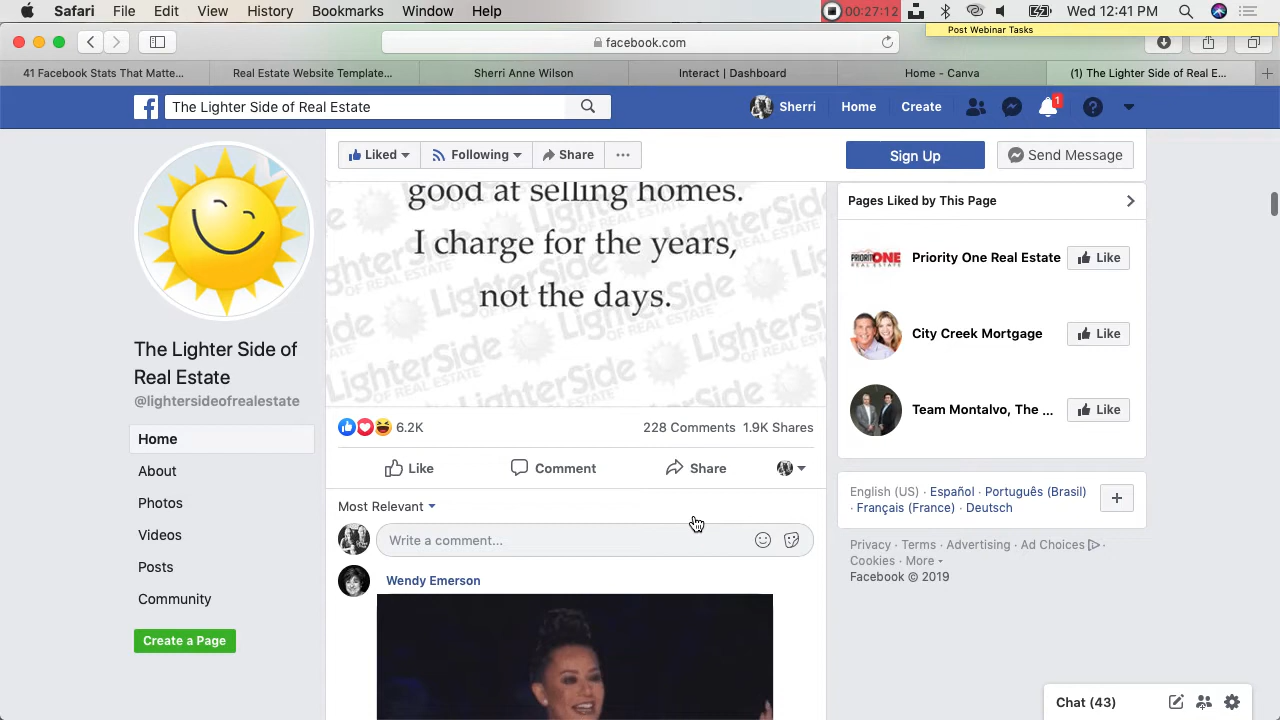 Safari File Edit View History Bookmarks Window Help 00:27:12 Wed 12:41 PM
Post Webinar Tasks
facebook.com
41 Facebook Stats That Matte... Real Estate Website Template... Sherri Anne Wilson Interact | Dashboard Home – Canva (1) The Lighter Side of Real E...
The Lighter Side of Real Estate Sherri Home Create 1
Liked Following Share Sign Up Send Message
good at selling homes.
I charge for the years,
not the days.
LighterSide
OF REAL ESTATE
The Lighter Side of
Real Estate
@lightersideofrealestate
Home
About
Photos
Videos
Posts
Community
Create a Page
6.2K 228 Comments 1.9K Shares
Like Comment Share
Most Relevant
Write a comment...
Wendy Emerson
Pages Liked by This Page
PRIORITYONE
REAL ESTATE
Priority One Real Estate Like
City Creek Mortgage Like
Team Montalvo, The ... Like
English (US) · Español · Português (Brasil) ·
Français (France) · Deutsch
Privacy · Terms · Advertising · Ad Choices ·
Cookies · More
Facebook © 2019
Chat (43)